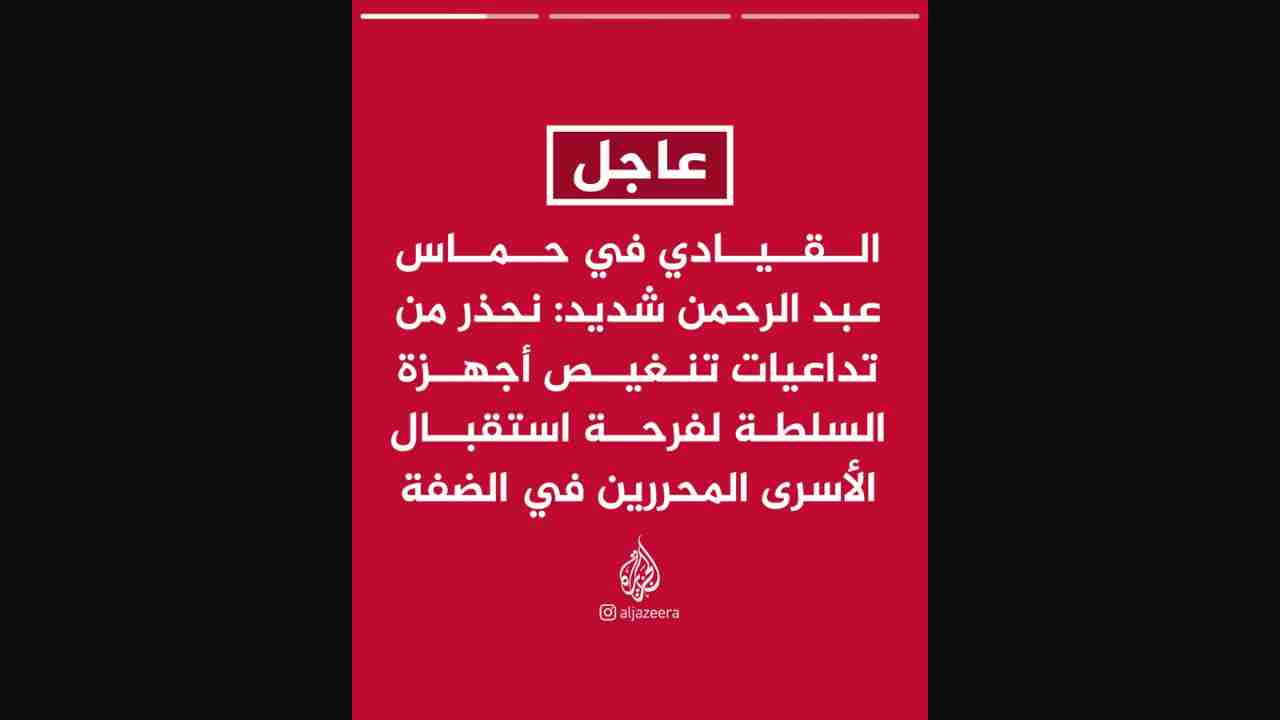 عاجل
القيادي في حماس
عبد الرحمن شديد: نحذر من
تداعيات تنغيص أجهزة
السلطة لفرحة استقبال
الأسرى المحررين في الضفة
الجزيرة
aljazeera